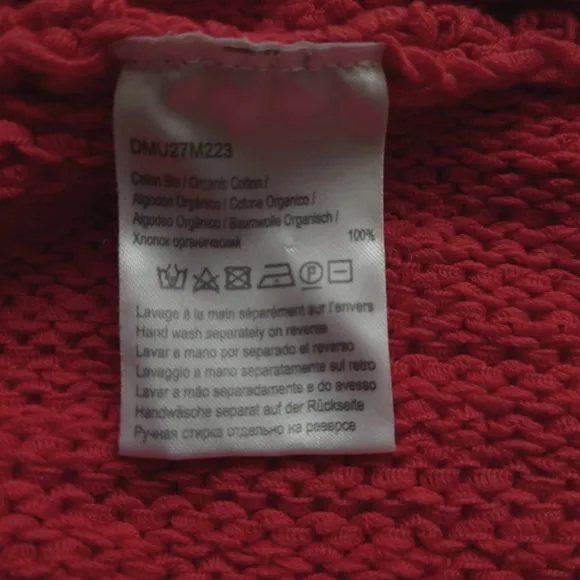 DMU27M223
Coton Bio / Organic Cotton /
Algodon Orgánico / Cotone Organico /
Algodao Orgânico / Baumwolle Organisch /
Хлопок органический 100%
P
Lavage à la main séparément sur l'envers
Hand wash separately on reverse
Lavar a mano por separado el reverso
Lavaggio a mano separatamente sul retro
Lavar a mão separadamente e do avesso
Handwäsche separat auf der Rückseite
Ручная стирка отдельно на реверсе